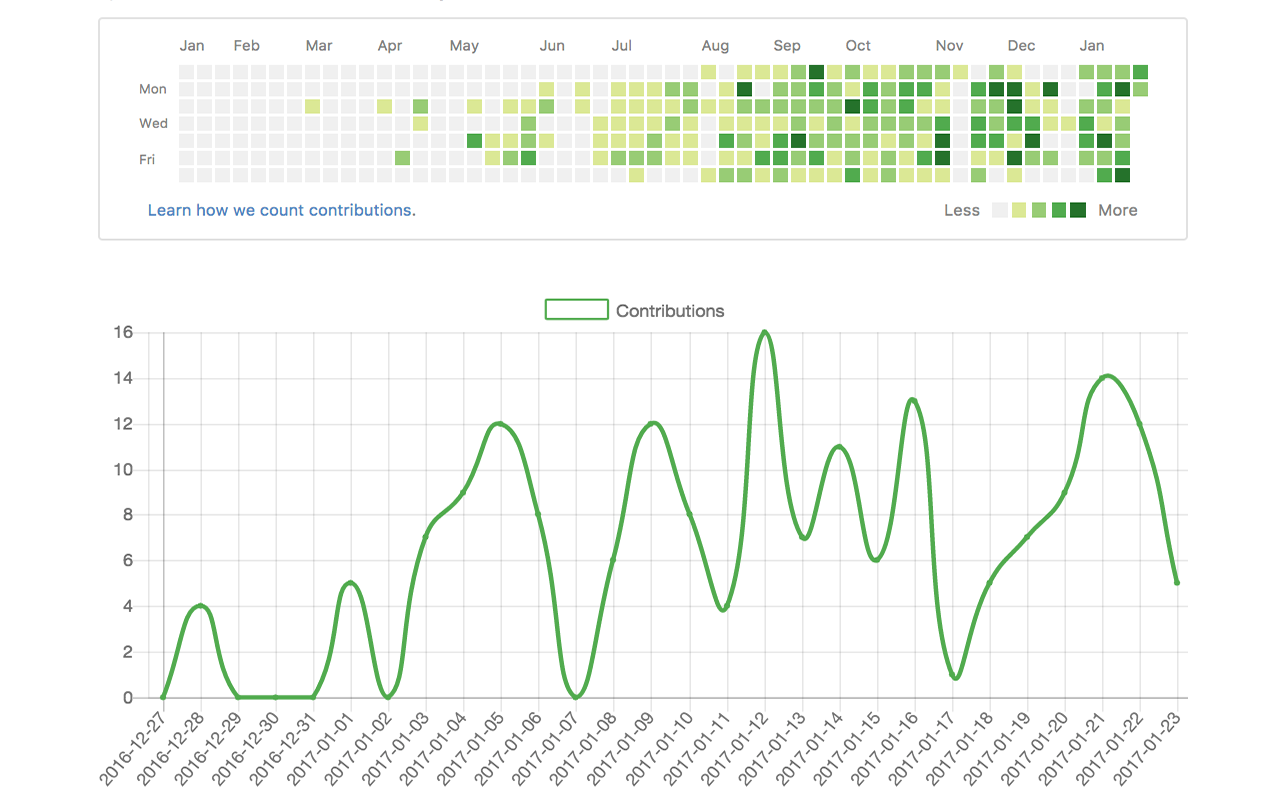 Jan Feb Mar Apr May Jun Jul Aug Sep Oct Nov Dec Jan
Mon
Wed
Fri
Learn how we count contributions. Less More
Contributions
16
14
12
10
8
6
4
2
0
2016-12-27 2016-12-28 2016-12-29 2016-12-30 2016-12-31 2017-01-01 2017-01-02 2017-01-03 2017-01-04 2017-01-05 2017-01-06 2017-01-07 2017-01-08 2017-01-09 2017-01-10 2017-01-11 2017-01-12 2017-01-13 2017-01-14 2017-01-15 2017-01-16 2017-01-17 2017-01-18 2017-01-19 2017-01-20 2017-01-21 2017-01-22 2017-01-23